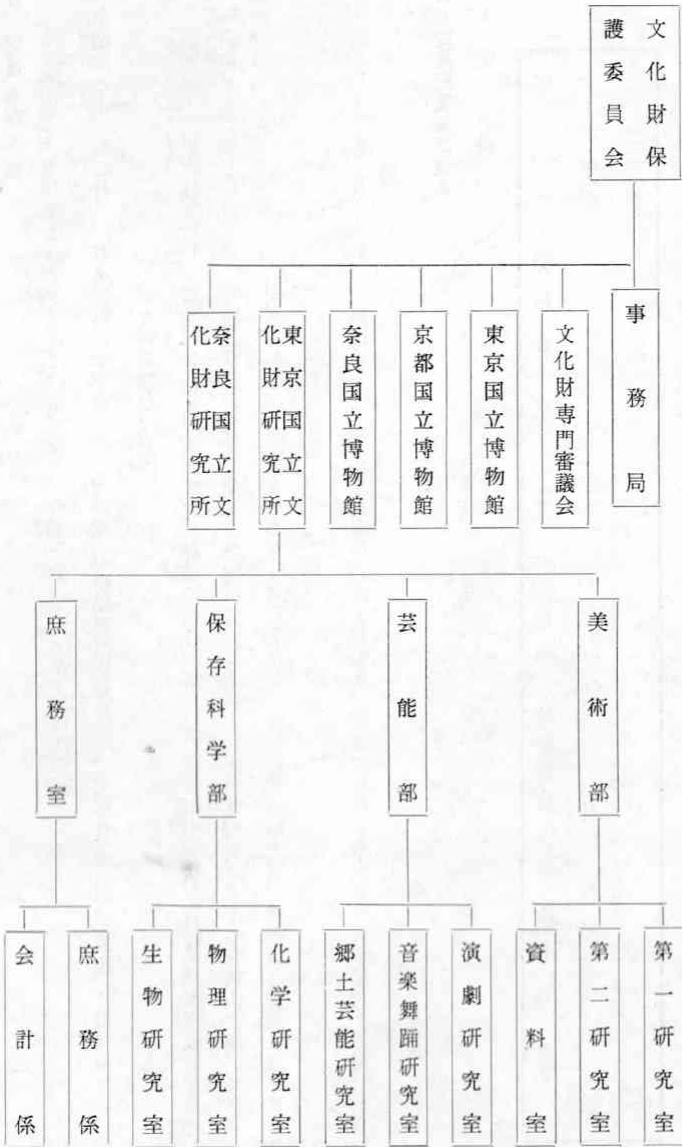 文化財保
護委員会
事務局
文化財専門審議会
東京国立博物館
京都国立博物館
奈良国立博物館
東京国立文
化財研究所
奈良国立文
化財研究所
美術部
芸能部
保存科学部
庶務室
第一研究室
第二研究室
資料室
演劇研究室
音楽舞踊研究室
郷土芸能研究室
化学研究室
物理研究室
生物研究室
庶務係
会計係